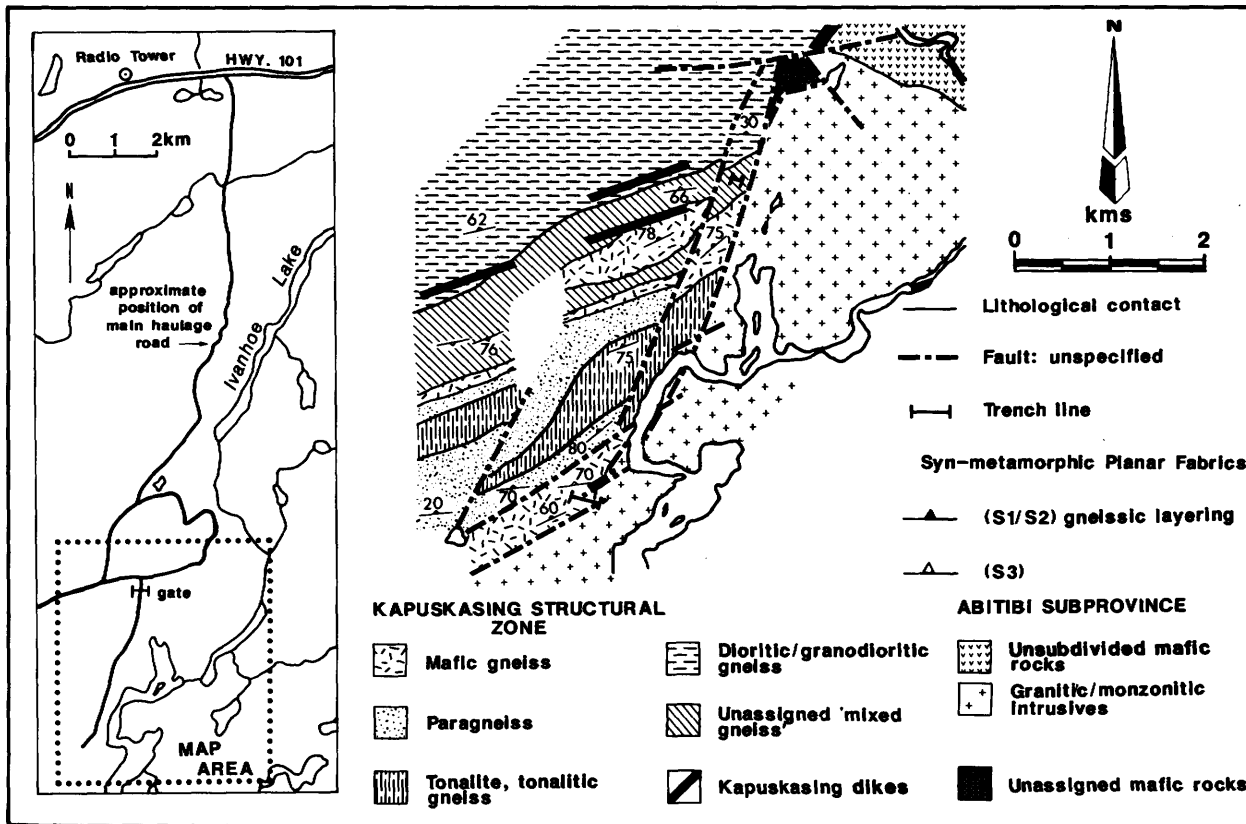 Radio Tower
HWY. 101
0 1 2km
N
approximate
position of
main haulage
road
Ivanhoe Lake
gate
MAP
AREA
30
66
62
78
75
76
75
80
70
70
60
20
N
kms
0 1 2
Lithological contact
Fault: unspecified
Trench line
Syn-metamorphic Planar Fabrics
(S1/S2) gneissic layering
(S3)
KAPUSKASING STRUCTURAL
ZONE
Mafic gneiss
Paragneiss
Tonalite, tonalitic
gneiss
Dioritic/granodioritic
gneiss
Unassigned 'mixed
gneiss'
Kapuskasing dikes
ABITIBI SUBPROVINCE
Unsubdivided mafic
rocks
Granitic/monzonitic
intrusives
Unassigned mafic rocks